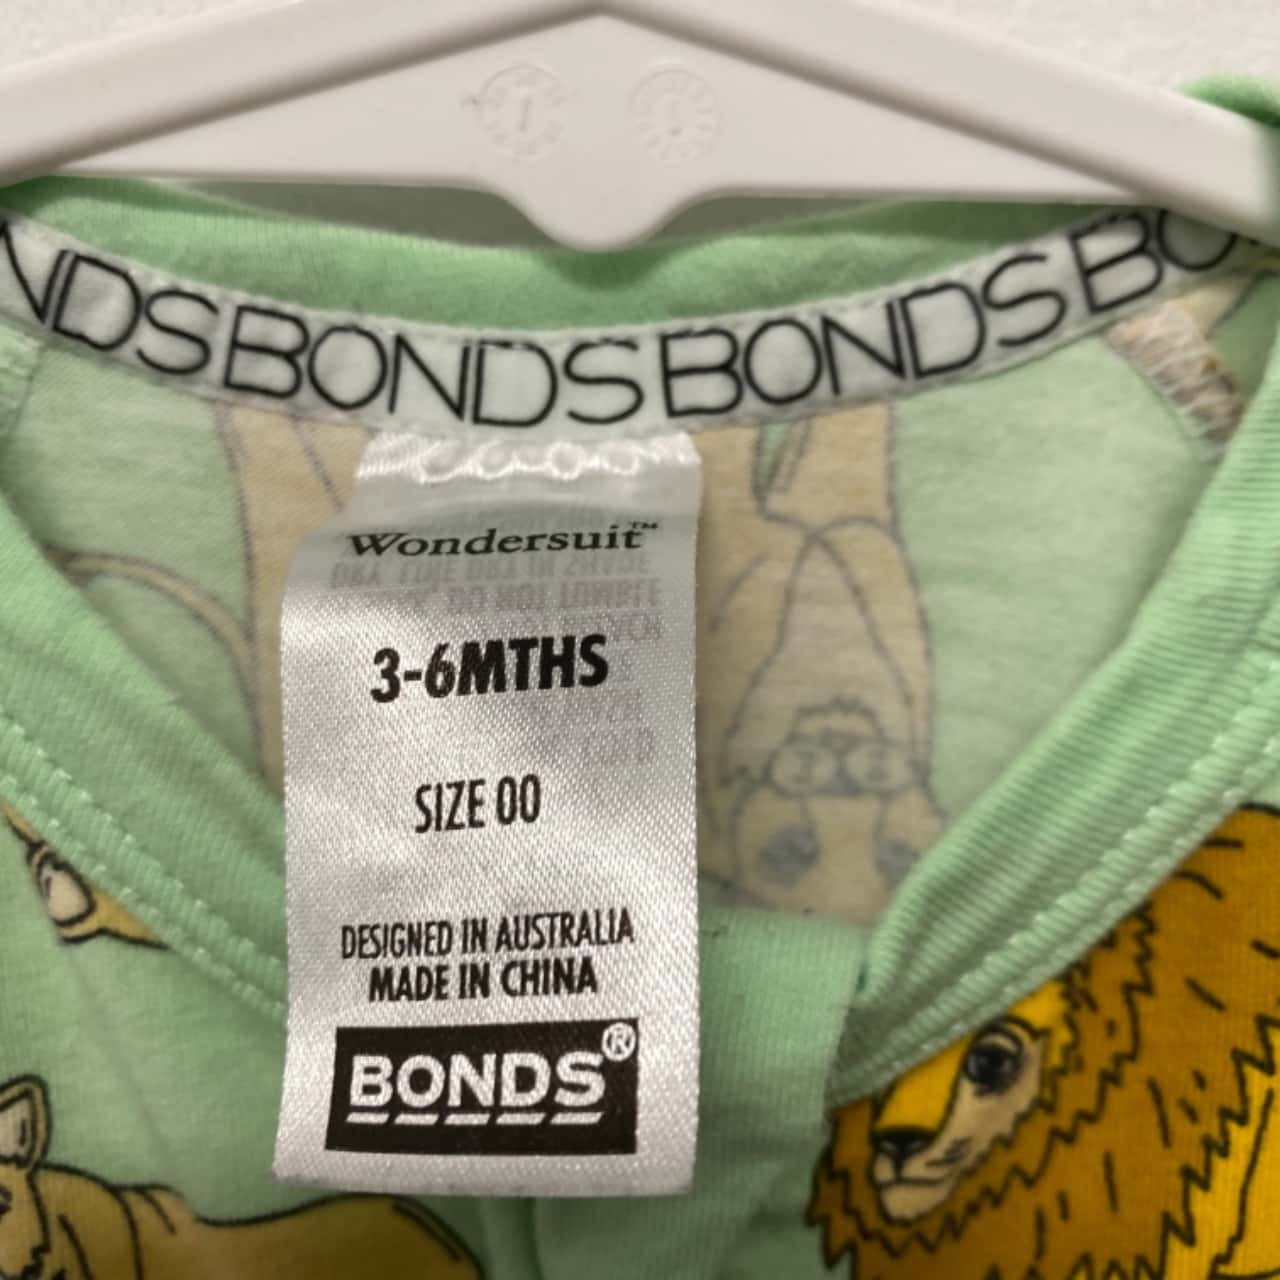 NDSBONDSBONDSBO
Wondersuit™
3-6MTHS
SIZE 00
DESIGNED IN AUSTRALIA
MADE IN CHINA
BONDS®